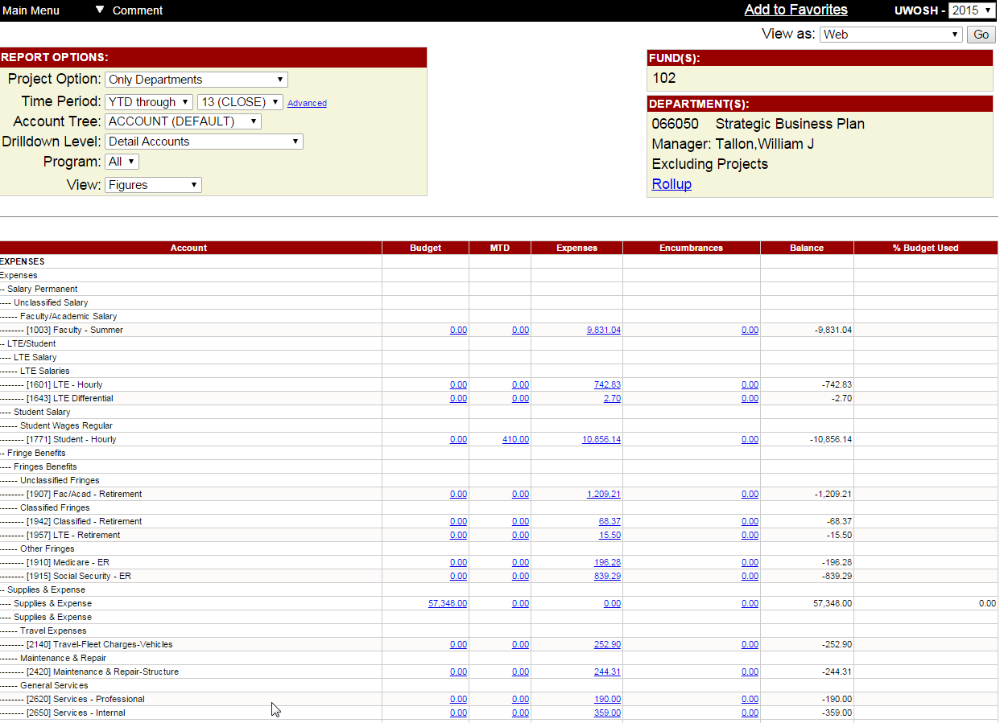 Main Menu ▼ Comment Add to Favorites UWOSH - 2015
View as: Web Go
REPORT OPTIONS:
Project Option: Only Departments
Time Period: YTD through 13 (CLOSE) Advanced
Account Tree: ACCOUNT (DEFAULT)
Drilldown Level: Detail Accounts
Program: All
View: Figures
FUND(S):
102
DEPARTMENT(S):
066050 Strategic Business Plan
Manager: Tallon,William J
Excluding Projects
Rollup
Account Budget MTD Expenses Encumbrances Balance % Budget Used
EXPENSES
Expenses
-- Salary Permanent
---- Unclassified Salary
------ Faculty/Academic Salary
-------- [1003] Faculty - Summer 0.00 0.00 9,831.04 0.00 -9,831.04
-- LTE/Student
---- LTE Salary
------ LTE Salaries
-------- [1601] LTE - Hourly 0.00 0.00 742.83 0.00 -742.83
-------- [1643] LTE Differential 0.00 0.00 2.70 0.00 -2.70
---- Student Salary
------ Student Wages Regular
-------- [1771] Student - Hourly 0.00 410.00 10,856.14 0.00 -10,856.14
-- Fringe Benefits
---- Fringes Benefits
------ Unclassified Fringes
-------- [1907] Fac/Acad - Retirement 0.00 0.00 1,209.21 0.00 -1,209.21
------ Classified Fringes
-------- [1942] Classified - Retirement 0.00 0.00 68.37 0.00 -68.37
-------- [1957] LTE - Retirement 0.00 0.00 15.50 0.00 -15.50
------ Other Fringes
-------- [1910] Medicare - ER 0.00 0.00 196.28 0.00 -196.28
-------- [1915] Social Security - ER 0.00 0.00 839.29 0.00 -839.29
-- Supplies & Expense
---- Supplies & Expense 57,348.00 0.00 0.00 0.00 57,348.00 0.00
---- Supplies & Expense
------ Travel Expenses
-------- [2140] Travel-Fleet Charges-Vehicles 0.00 0.00 252.90 0.00 -252.90
------ Maintenance & Repair
-------- [2420] Maintenance & Repair-Structure 0.00 0.00 244.31 0.00 -244.31
------ General Services
-------- [2620] Services - Professional 0.00 0.00 190.00 0.00 -190.00
-------- [2650] Services - Internal 0.00 0.00 359.00 0.00 -359.00